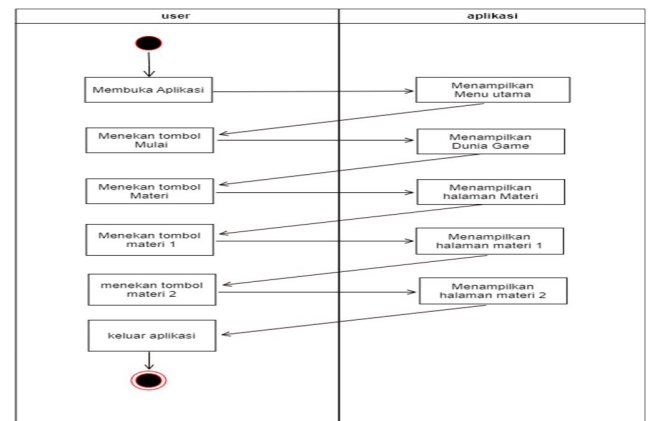 user
aplikasi
Membuka Aplikasi
Menampilkan
Menu utama
Menekan tombol
Mulai
Menampilkan
Dunia Game
Menekan tombol
Materi
Menampilkan
halaman Materi
Menekan tombol
materi 1
Menampilkan
halaman materi 1
menekan tombol
materi 2
Menampilkan
halaman materi 2
keluar aplikasi